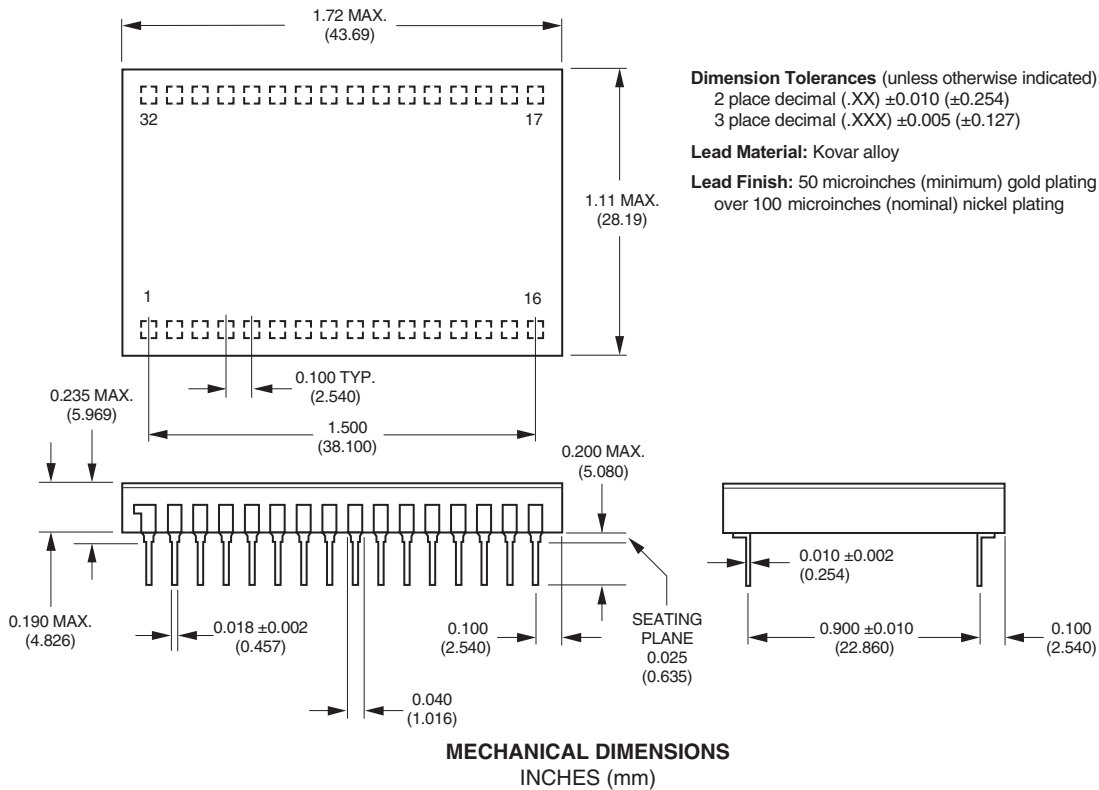 1.72 MAX.
(43.69)
Dimension Tolerances (unless otherwise indicated):
2 place decimal (.XX) ±0.010 (±0.254)
3 place decimal (.XXX) ±0.005 (±0.127)
Lead Material: Kovar alloy
Lead Finish: 50 microinches (minimum) gold plating
over 100 microinches (nominal) nickel plating
32
17
1.11 MAX.
(28.19)
1
16
0.100 TYP.
(2.540)
0.235 MAX.
(5.969)
1.500
(38.100)
0.200 MAX.
(5.080)
0.190 MAX.
(4.826)
0.018 ±0.002
(0.457)
0.100
(2.540)
SEATING
PLANE
0.025
(0.635)
0.040
(1.016)
0.010 ±0.002
(0.254)
0.900 ±0.010
(22.860)
0.100
(2.540)
MECHANICAL DIMENSIONS
INCHES (mm)